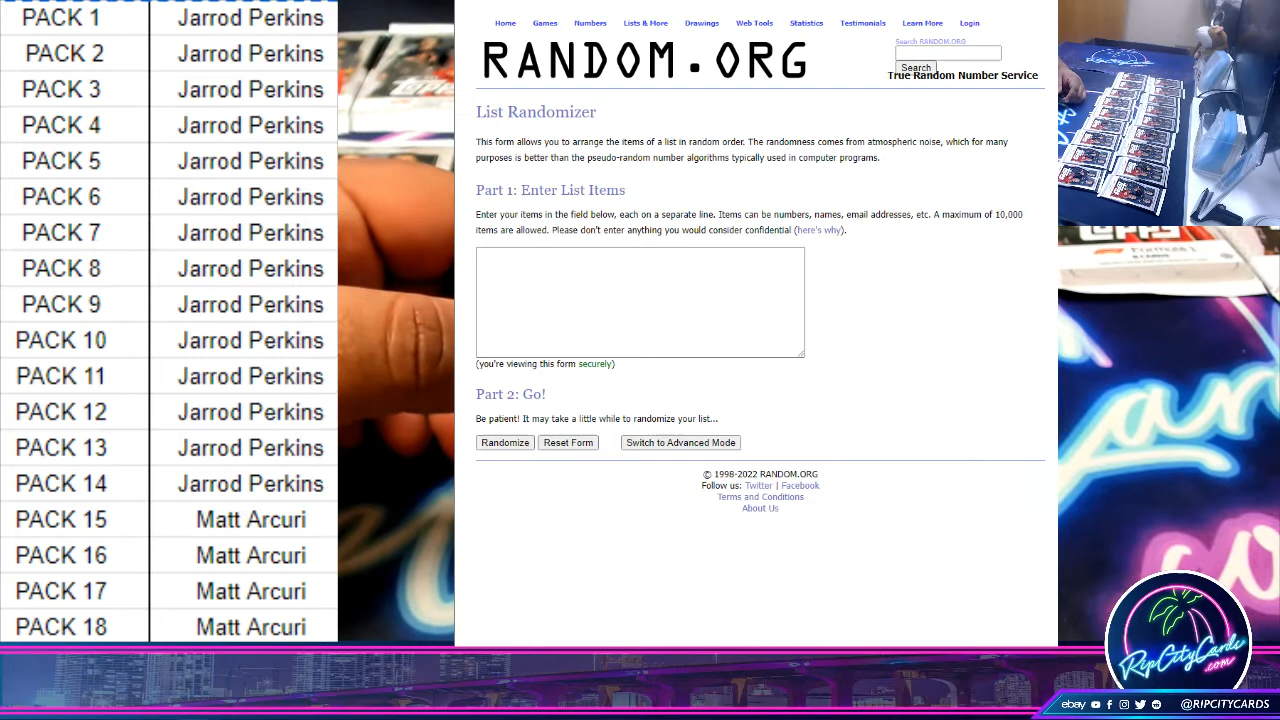 PACK 1 Jarrod Perkins
PACK 2 Jarrod Perkins
PACK 3 Jarrod Perkins
PACK 4 Jarrod Perkins
PACK 5 Jarrod Perkins
PACK 6 Jarrod Perkins
PACK 7 Jarrod Perkins
PACK 8 Jarrod Perkins
PACK 9 Jarrod Perkins
PACK 10 Jarrod Perkins
PACK 11 Jarrod Perkins
PACK 12 Jarrod Perkins
PACK 13 Jarrod Perkins
PACK 14 Jarrod Perkins
PACK 15 Matt Arcuri
PACK 16 Matt Arcuri
PACK 17 Matt Arcuri
PACK 18 Matt Arcuri
Home Games Numbers Lists & More Drawings Web Tools Statistics Testimonials Learn More Login
RANDOM.ORG
Search RANDOM.ORG
Search
True Random Number Service
List Randomizer
This form allows you to arrange the items of a list in random order. The randomness comes from atmospheric noise, which for many
purposes is better than the pseudo-random number algorithms typically used in computer programs.
Part 1: Enter List Items
Enter your items in the field below, each on a separate line. Items can be numbers, names, email addresses, etc. A maximum of 10,000
items are allowed. Please don't enter anything you would consider confidential (here's why).
(you're viewing this form securely)
Part 2: Go!
Be patient! It may take a little while to randomize your list...
Randomize Reset Form Switch to Advanced Mode
© 1998-2022 RANDOM.ORG
Follow us: Twitter | Facebook
Terms and Conditions
About Us
Formula 1
RipCityCards
.com
ebay @RIPCITYCARDS